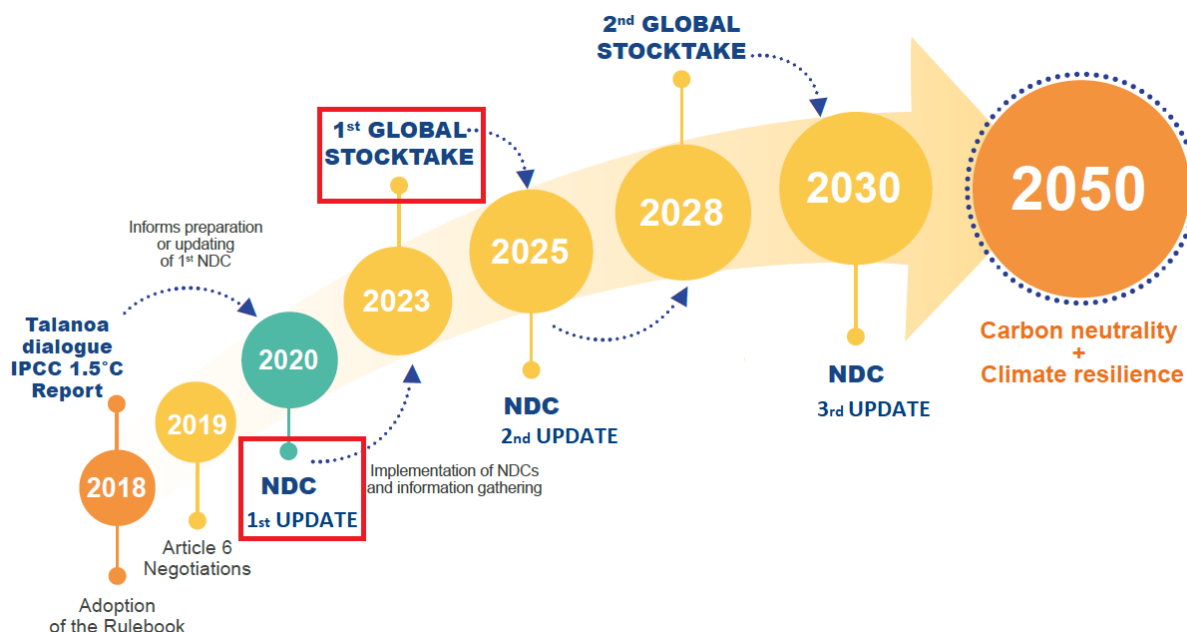 2nd GLOBAL
STOCKTAKE
1st GLOBAL
STOCKTAKE
2050
2030
2028
Informs preparation
or updating
of 1st NDC
2025
2023
Talanoa
dialogue
IPCC 1.5°C
Report
2020
Carbon neutrality
+
Climate resilience
NDC
3rd UPDATE
NDC
2nd UPDATE
2019
Implementation of NDCs
and information gathering
2018
NDC
1st UPDATE
Article 6
Negotiations
Adoption
of the Rulebook